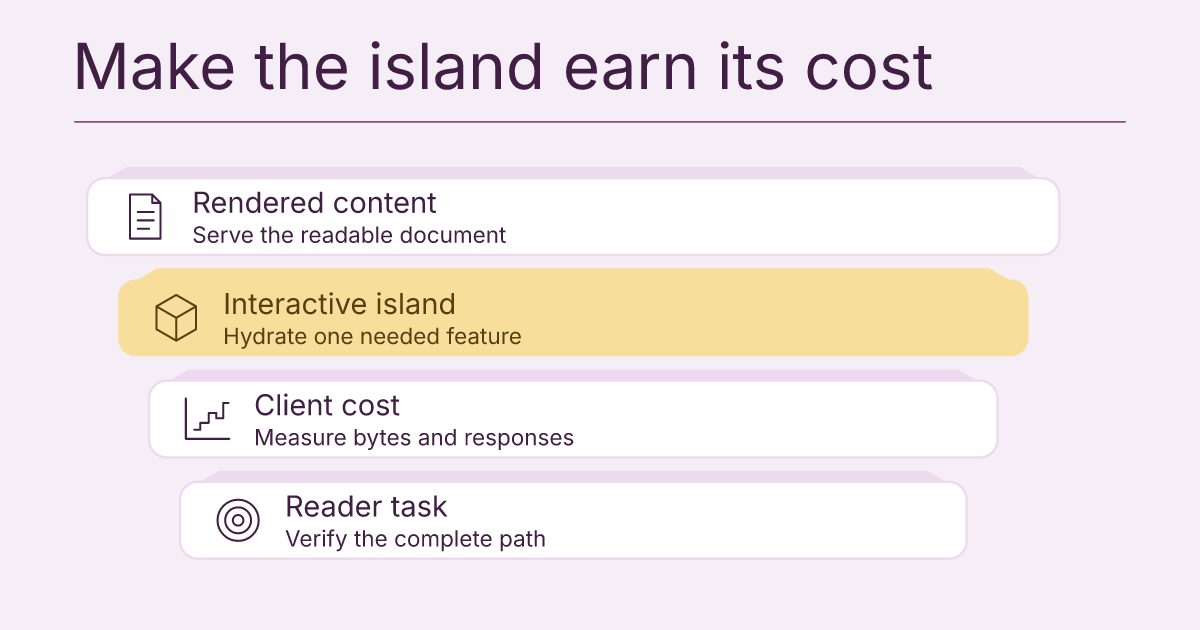 Make the island earn its cost
Rendered content
Serve the readable document
Interactive island
Hydrate one needed feature
Client cost
Measure bytes and responses
Reader task
Verify the complete path